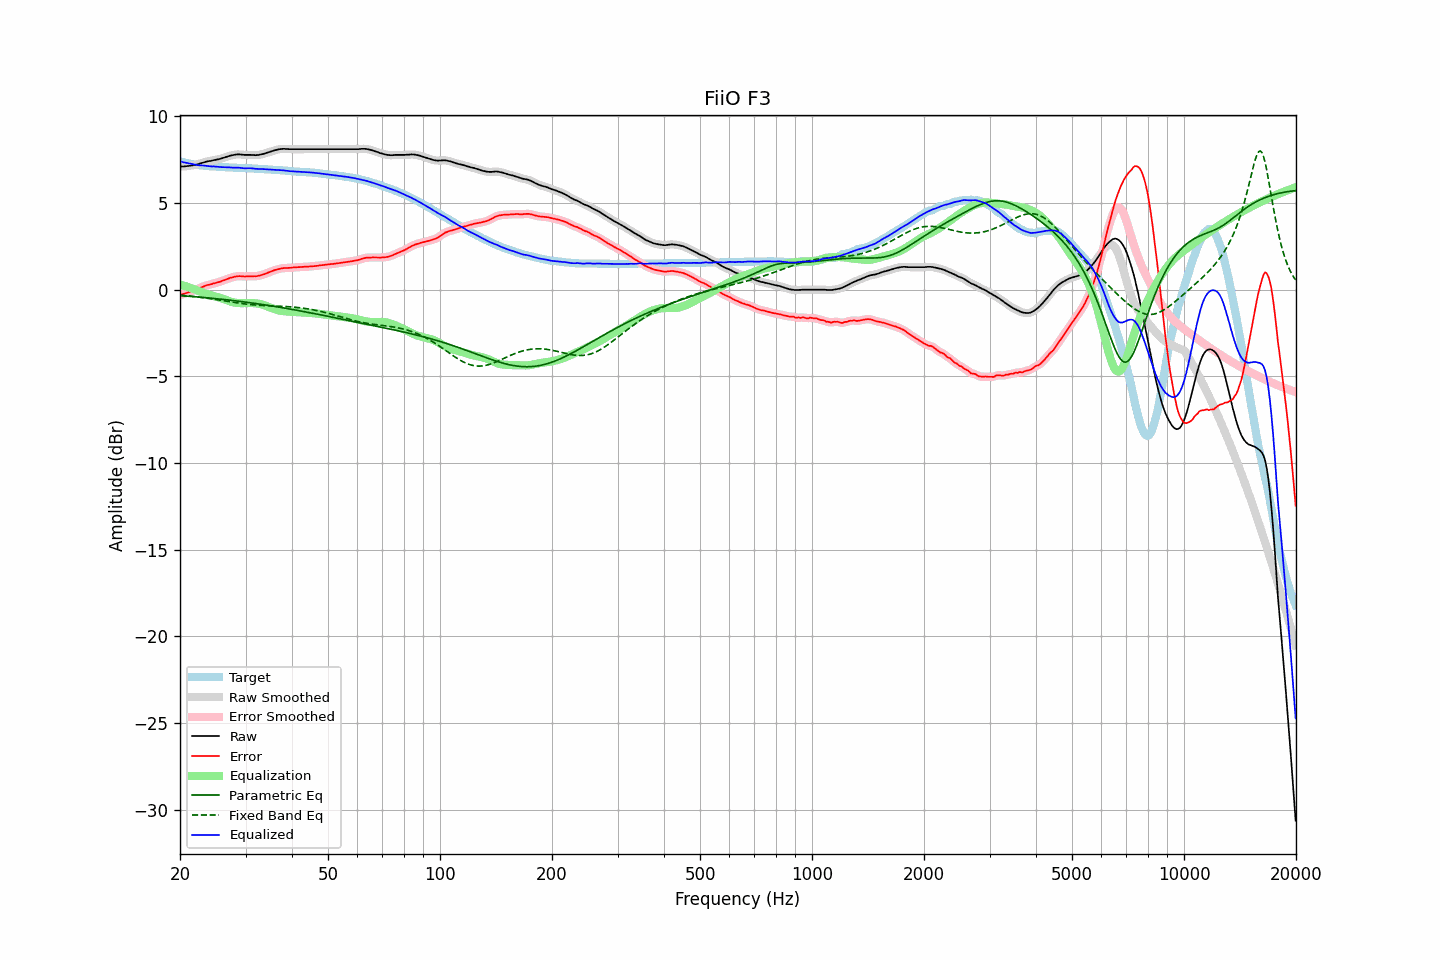 FiiO F3
10
5
0
−5
−10
−15
−20
−25
−30
Amplitude (dBr)
Target
Raw Smoothed
Error Smoothed
Raw
Error
Equalization
Parametric Eq
Fixed Band Eq
Equalized
20 50 100 200 500 1000 2000 5000 10000 20000
Frequency (Hz)